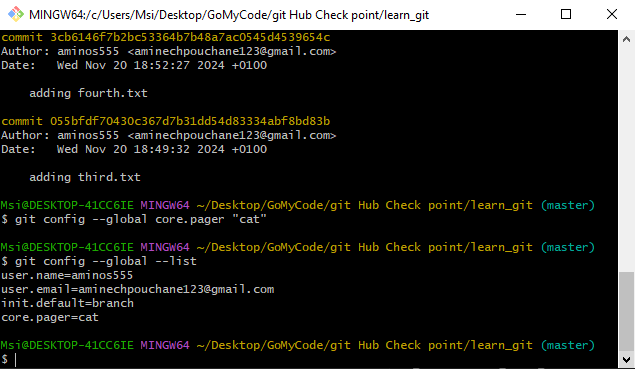 MINGW64:/c/Users/Msi/Desktop/GoMyCode/git Hub Check point/learn_git
commit 3cb6146f7b2bc53364b7b48a7ac0545d4539654c
Author: aminos555 <aminechpouchane123@gmail.com>
Date:   Wed Nov 20 18:52:27 2024 +0100
    adding fourth.txt
commit 055bfdf70430c367d7b31dd54d83334abf8bd83b
Author: aminos555 <aminechpouchane123@gmail.com>
Date:   Wed Nov 20 18:49:32 2024 +0100
    adding third.txt
Msi@DESKTOP-41CC6IE MINGW64 ~/Desktop/GoMyCode/git Hub Check point/learn_git (master)
$ git config --global core.pager "cat"
Msi@DESKTOP-41CC6IE MINGW64 ~/Desktop/GoMyCode/git Hub Check point/learn_git (master)
$ git config --global --list
user.name=aminos555
user.email=aminechpouchane123@gmail.com
init.default=branch
core.pager=cat
Msi@DESKTOP-41CC6IE MINGW64 ~/Desktop/GoMyCode/git Hub Check point/learn_git (master)
$